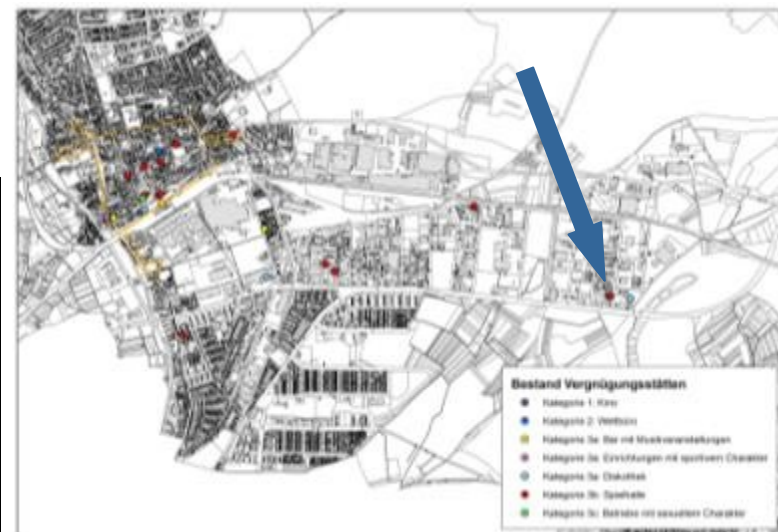 Bestand Vergnügungsstätten
Kategorie 1: Kino
Kategorie 2: Wettbüro
Kategorie 3a: Bar mit Musikveranstaltungen
Kategorie 3a: Einrichtungen mit sportivem Charakter
Kategorie 3a: Diskothek
Kategorie 3b: Spielhalle
Kategorie 3c: Betriebe mit sexuellem Charakter